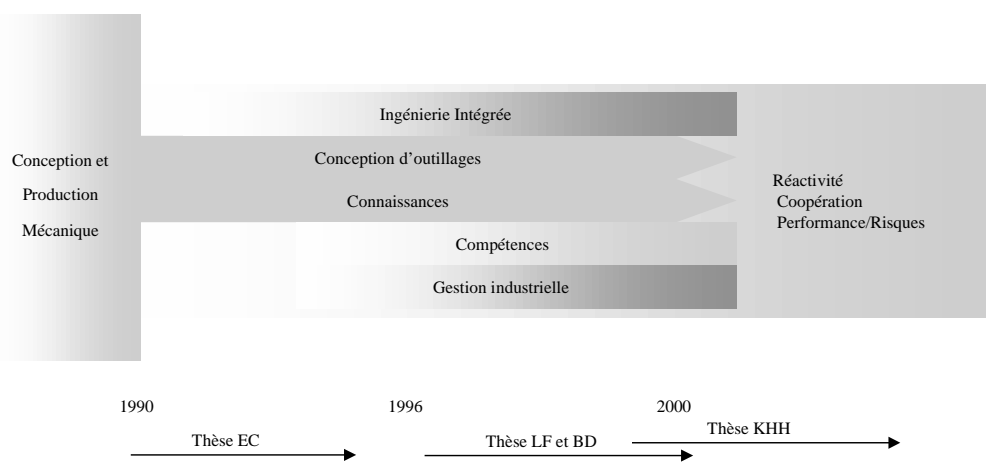 Ingénierie Intégrée
Conception d'outillages
Conception et
Production
Mécanique
Connaissances
Compétences
Gestion industrielle
Réactivité
Coopération
Performance/Risques
1990
1996
2000
Thèse EC
Thèse LF et BD
Thèse KHH